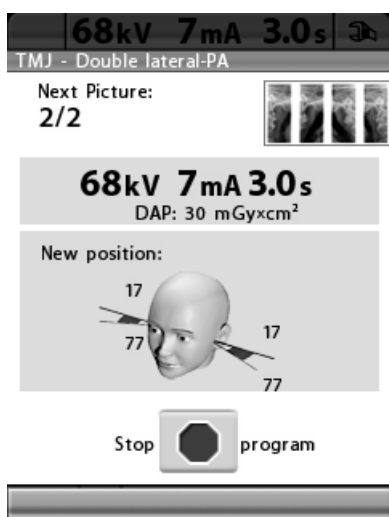 68kV 7mA 3.0s
TMJ - Double lateral-PA
Next Picture:
2/2
68kV 7mA 3.0s
DAP: 30 mGy×cm²
New position:
17
77
17
77
Stop program